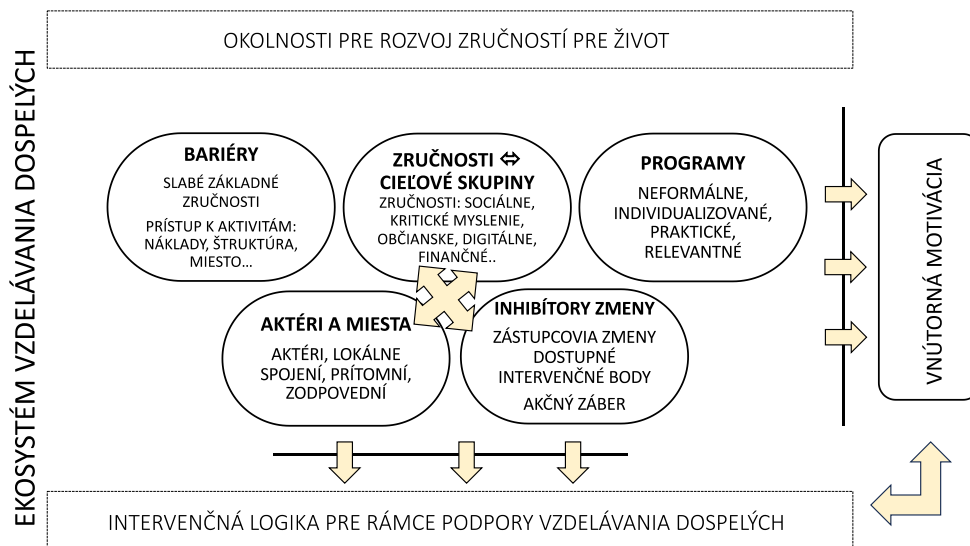 EKOSYSTÉM VZDELÁVANIA DOSPELÝCH
OKOLNOSTI PRE ROZVOJ ZRUČNOSTÍ PRE ŽIVOT
BARIÉRY
SLABÉ ZÁKLADNÉ
ZRUČNOSTI
PRÍSTUP K AKTIVITÁM:
NÁKLADY, ŠTRUKTÚRA,
MIESTO...
ZRUČNOSTI ⇔
CIEĽOVÉ SKUPINY
ZRUČNOSTI: SOCIÁLNE,
KRITICKÉ MYSLENIE,
OBČIANSKE, DIGITÁLNE,
FINANČNÉ..
PROGRAMY
NEFORMÁLNE,
INDIVIDUALIZOVANÉ,
PRAKTICKÉ,
RELEVANTNÉ
AKTÉRI A MIESTA
AKTÉRI, LOKÁLNE
SPOJENÍ, PRÍTOMNÍ,
ZODPOVEDNÍ
INHIBÍTORY ZMENY
ZÁSTUPCOVIA ZMENY
DOSTUPNÉ
INTERVENČNÉ BODY
AKČNÝ ZÁBER
VNÚTORNÁ MOTIVÁCIA
INTERVENČNÁ LOGIKA PRE RÁMCE PODPORY VZDELÁVANIA DOSPELÝCH